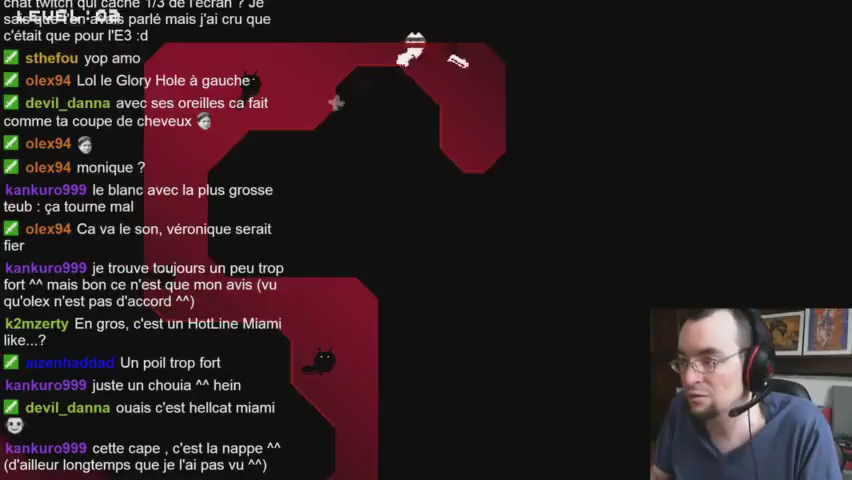 chat twitch qui cache 1/3 de l'écran ? Je
LEVEL: 02
sais que t'en avais parlé mais j'ai cru que
c'était que pour l'E3 :d
sthefou yop amo
olex94 Lol le Glory Hole à gauche
devil_danna avec ses oreilles ca fait
comme ta coupe de cheveux
olex94
olex94 monique ?
kankuro999 le blanc avec la plus grosse
teub : ça tourne mal
olex94 Ca va le son, véronique serait
fier
kankuro999 je trouve toujours un peu trop
fort ^^ mais bon ce n'est que mon avis (vu
qu'olex n'est pas d'accord ^^)
k2mzerty En gros, c'est un HotLine Miami
like...?
aizenhaddad Un poil trop fort
kankuro999 juste un chouia ^^ hein
devil_danna ouais c'est hellcat miami
kankuro999 cette cape , c'est la nappe ^^
(d'ailleur longtemps que je l'ai pas vu ^^)